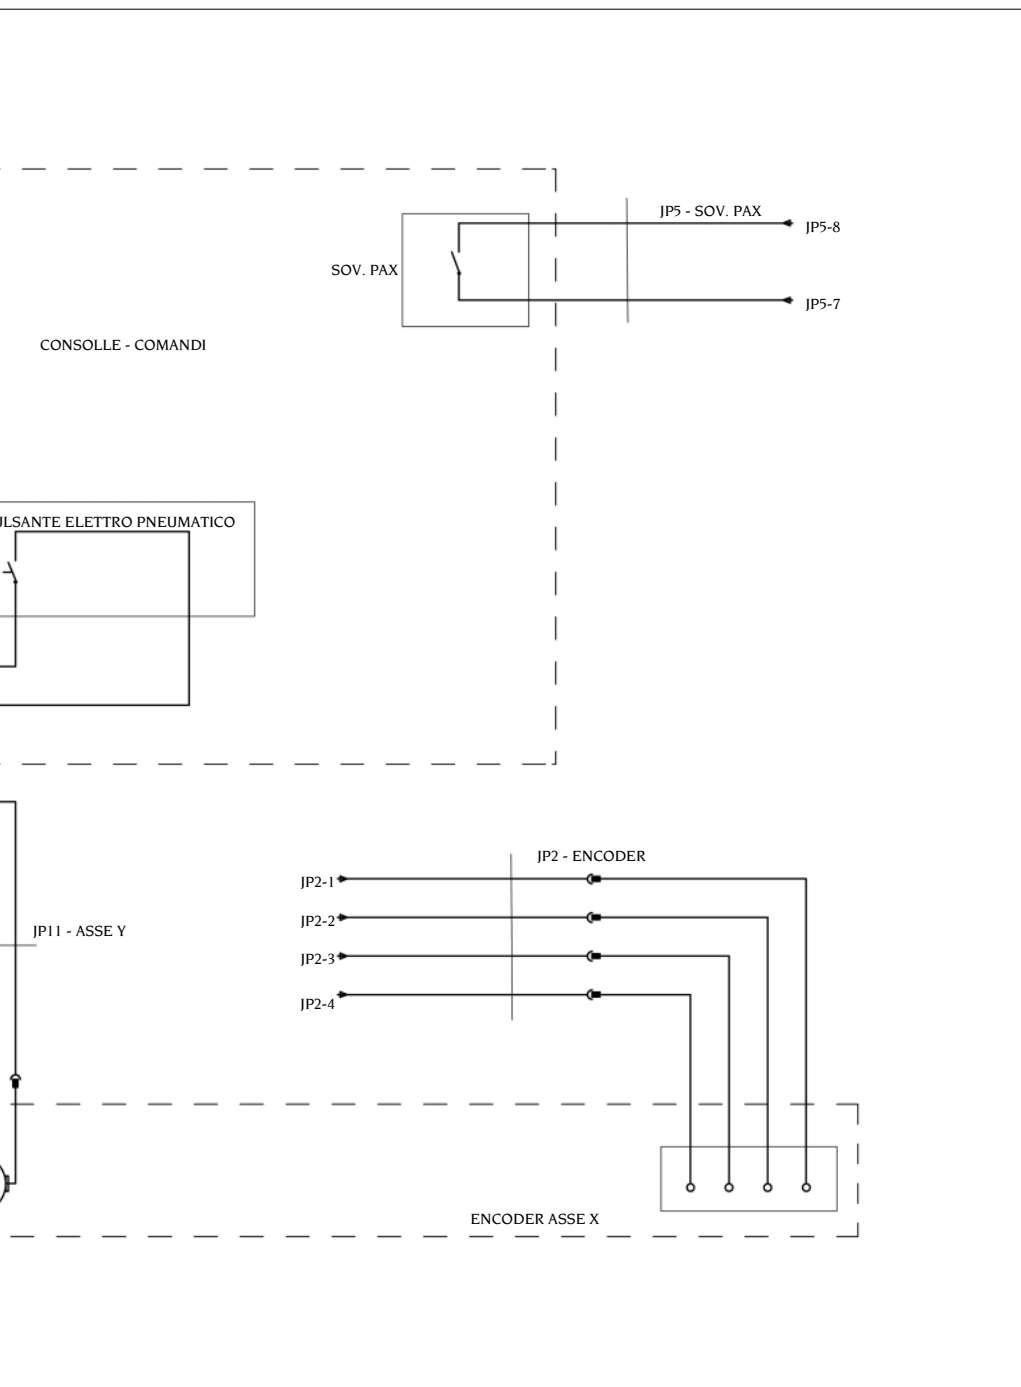 JP5 - SOV. PAX
JP5-8
SOV. PAX
JP5-7
CONSOLLE - COMANDI
ULSANTE ELETTRO PNEUMATICO
JP2 - ENCODER
JP2-1
JP2-2
JP11 - ASSE Y
JP2-3
JP2-4
ENCODER ASSE X